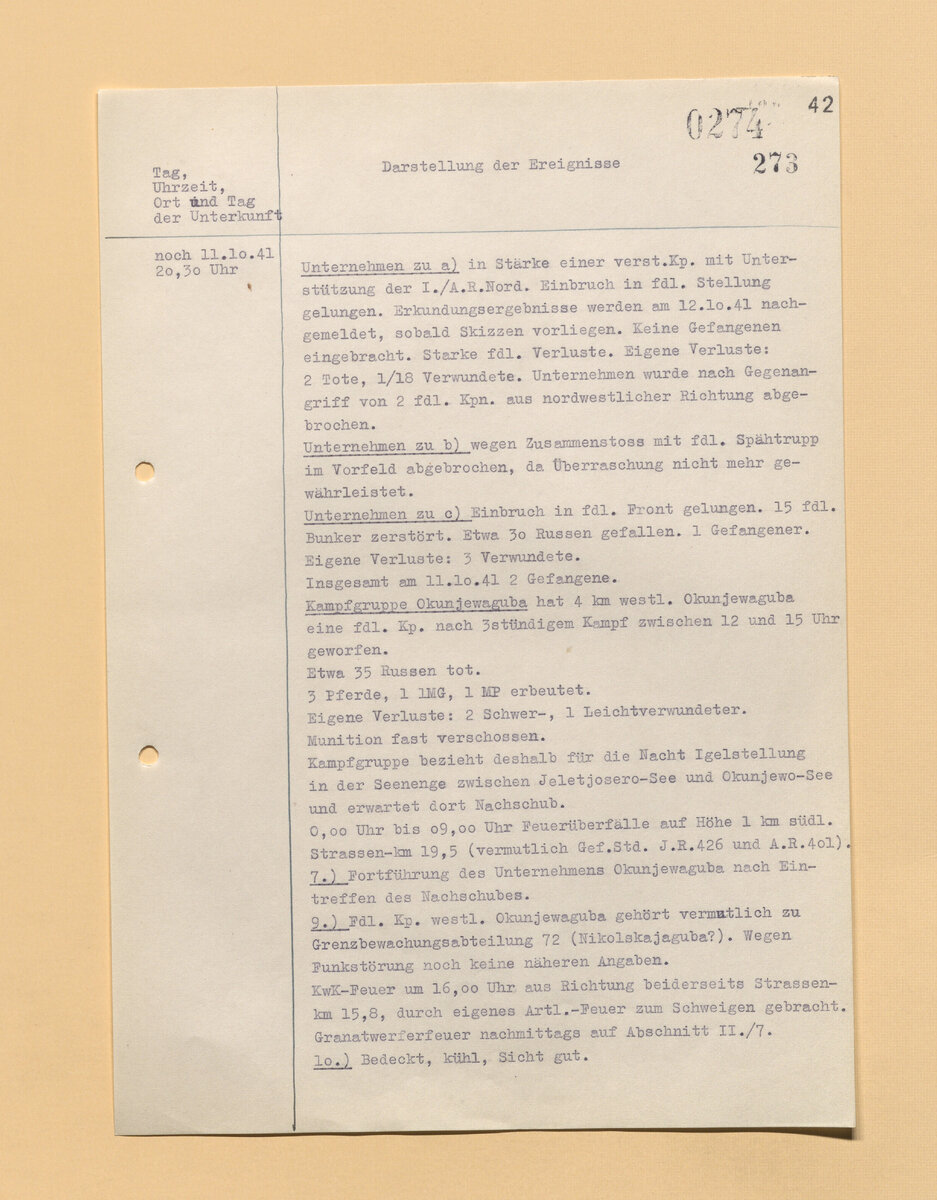 42
0274
273
Darstellung der Ereignisse
Tag,
Uhrzeit,
Ort und Tag
der Unterkunft
noch 11.1o.41
2o,3o Uhr
Unternehmen zu a) in Stärke einer verst.Kp. mit Unter-
stützung der I./A.R.Nord. Einbruch in fdl. Stellung
gelungen. Erkundungsergebnisse werden am 12.1o.41 nach-
gemeldet, sobald Skizzen vorliegen. Keine Gefangenen
eingebracht. Starke fdl. Verluste. Eigene Verluste:
2 Tote, 1/18 Verwundete. Unternehmen wurde nach Gegenan-
griff von 2 fdl. Kpn. aus nordwestlicher Richtung abge-
brochen.
Unternehmen zu b) wegen Zusammenstoss mit fdl. Spähtrupp
im Vorfeld abgebrochen, da Überraschung nicht mehr ge-
währleistet.
Unternehmen zu c) Einbruch in fdl. Front gelungen. 15 fdl.
Bunker zerstört. Etwa 3o Russen gefallen. 1 Gefangener.
Eigene Verluste: 3 Verwundete.
Insgesamt am 11.1o.41 2 Gefangene.
Kampfgruppe Okunjewaguba hat 4 km westl. Okunjewaguba
eine fdl. Kp. nach 3stündigem Kampf zwischen 12 und 15 Uhr
geworfen.
Etwa 35 Russen tot.
3 Pferde, 1 lMG, 1 MP erbeutet.
Eigene Verluste: 2 Schwer-, 1 Leichtverwundeter.
Munition fast verschossen.
Kampfgruppe bezieht deshalb für die Nacht Igelstellung
in der Seenenge zwischen Jeletjosero-See und Okunjewo-See
und erwartet dort Nachschub.
0,oo Uhr bis o9,oo Uhr Feuerüberfälle auf Höhe 1 km südl.
Strassen-km 19,5 (vermutlich Gef.Std. J.R.426 und A.R.4o1).
7.) Fortführung des Unternehmens Okunjewaguba nach Ein-
treffen des Nachschubes.
9.) Fdl. Kp. westl. Okunjewaguba gehört vermutlich zu
Grenzbewachungsabteilung 72 (Nikolskajaguba?). Wegen
Funkstörung noch keine näheren Angaben.
KwK-Feuer um 16,oo Uhr aus Richtung beiderseits Strassen-
km 15,8, durch eigenes Artl.-Feuer zum Schweigen gebracht.
Granatwerferfeuer nachmittags auf Abschnitt II./7.
1o.) Bedeckt, kühl, Sicht gut.